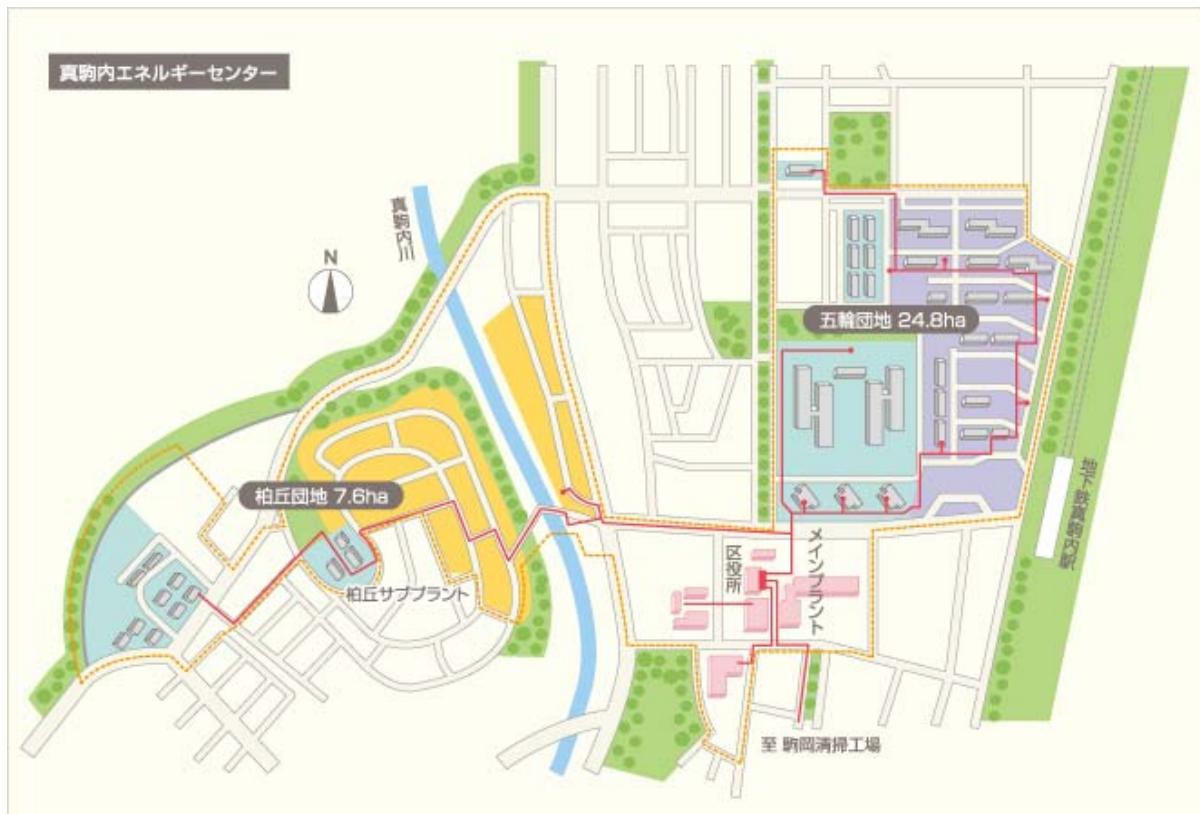 真駒内エネルギーセンター
真駒内川
N
五輪団地 24.8ha
柏丘団地 7.6ha
地下鉄真駒内駅
メインプラント
区役所
柏丘サブプラント
至 駒岡清掃工場